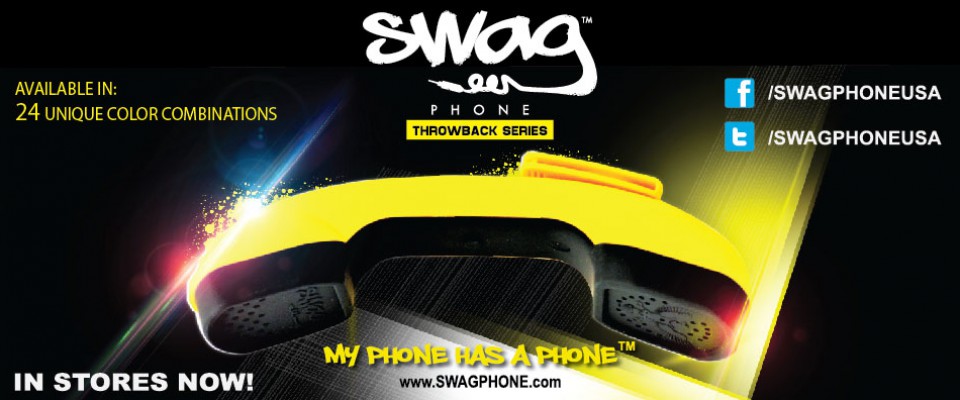 swag™
PHONE
THROWBACK SERIES
AVAILABLE IN:
24 UNIQUE COLOR COMBINATIONS
/SWAGPHONEUSA
/SWAGPHONEUSA
MY PHONE HAS A PHONE™
www.SWAGPHONE.com
IN STORES NOW!